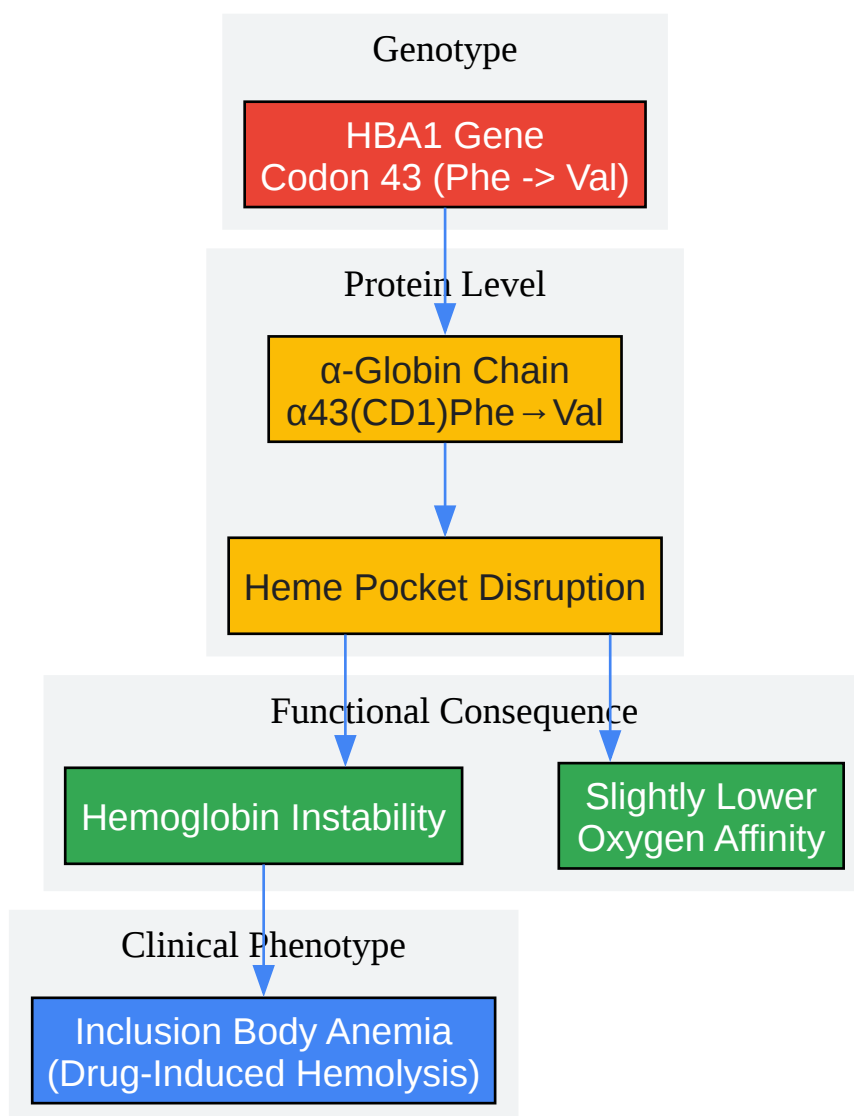 Genotype
HBA1 Gene
Codon 43 (Phe -> Val)
Protein Level
α-Globin Chain
α43(CD1)Phe→Val
Heme Pocket Disruption
Functional Consequence
Hemoglobin Instability
Slightly Lower
Oxygen Affinity
Clinical Phenotype
Inclusion Body Anemia
(Drug-Induced Hemolysis)